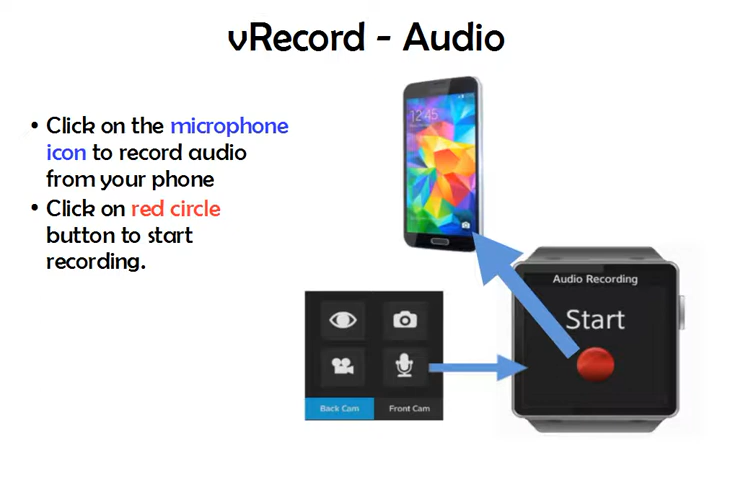 vRecord - Audio
• Click on the microphone
icon to record audio
from your phone
• Click on red circle
button to start
recording.
12:45
Audio Recording
Start
Back Cam
Front Cam